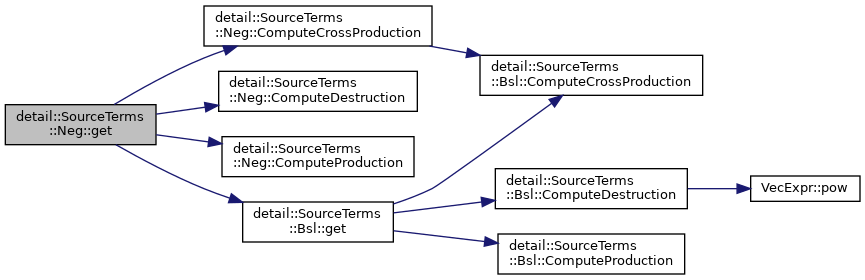 detail::SourceTerms
::Neg::get
detail::SourceTerms
::Neg::ComputeCrossProduction
detail::SourceTerms
::Neg::ComputeDestruction
detail::SourceTerms
::Neg::ComputeProduction
detail::SourceTerms
::Bsl::get
detail::SourceTerms
::Bsl::ComputeCrossProduction
detail::SourceTerms
::Bsl::ComputeDestruction
detail::SourceTerms
::Bsl::ComputeProduction
VecExpr::pow